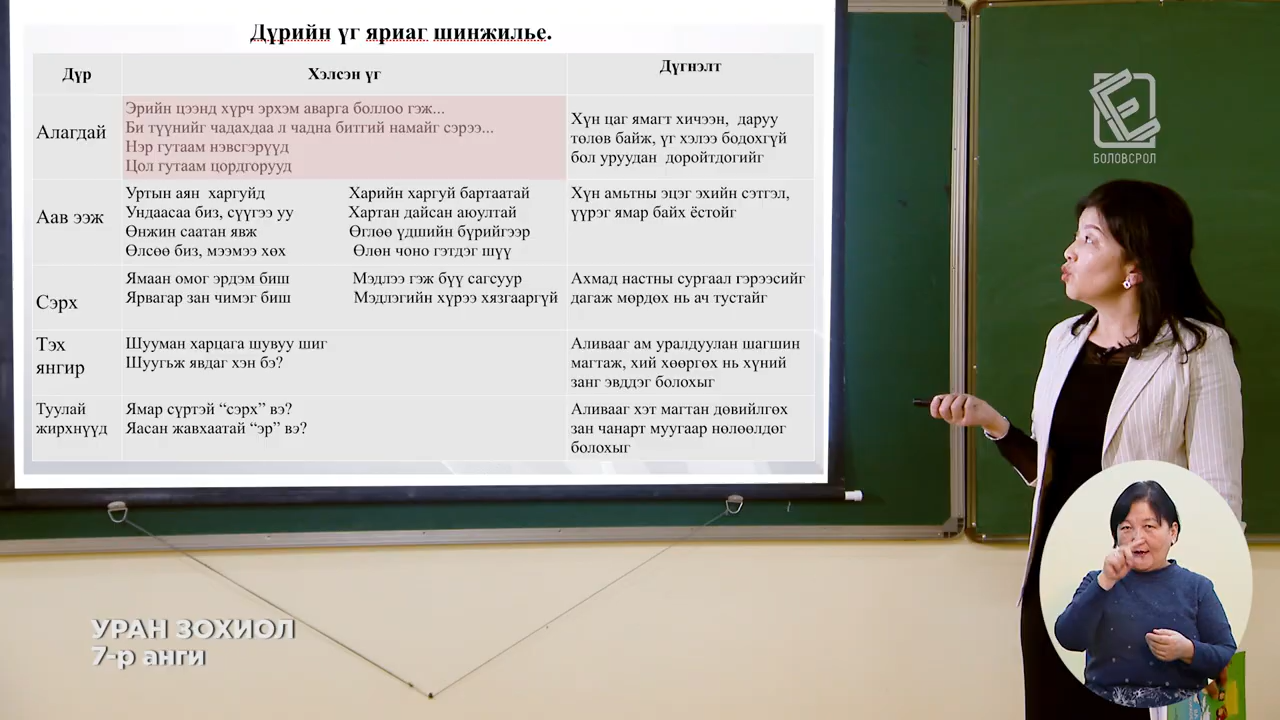 Дүрийн үг яриаг шинжилье.
Дүр
Хэлсэн үг
Дүгнэлт
Алагдай
Эрийн цээнд хүрч эрхэм аварга боллоо гэж...
Би түүнийг чадахдаа л чадна битгий намайг сэрээ...
Нэр гутаам нэвсгэрүүд
Цол гутаам цордгорууд
Хүн цаг ямагт хичээн, даруу
төлөв байж, үг хэлээ бодохгүй
бол уруудан доройтдогийг
Аав ээж
Уртын аян харгуйд
Ундаасаа биз, сүүгээ уу
Өнжин саатан явж
Өлсөө биз, мээмээ хөх
Харийн харгуй бартаатай
Хартан дайсан аюултай
Өглөө үдшийн бүрийгээр
Өлөн чоно гэтдэг шүү
Хүн амьтны эцэг эхийн сэтгэл,
үүрэг ямар байх ёстойг
Сэрх
Ямаан омог эрдэм биш
Ярвагар зан чимэг биш
Мэдлээ гэж бүү сагсуур
Мэдлэгийн хүрээ хязгааргүй
Ахмад настны сургаал гэрээсийг
дагаж мөрдөх нь ач тустайг
Тэх
янгир
Шууман харцага шувуу шиг
Шуугьж явдаг хэн бэ?
Аливааг ам уралдуулан шагшин
магтаж, хий хөөргөх нь хүний
занг эвддэг болохыг
Туулай
жирхнүүд
Ямар сүртэй “сэрх” вэ?
Яасан жавхаатай “эр” вэ?
Аливааг хэт магтан дөвийлгөх
зан чанарт муугаар нөлөөлдөг
болохыг
БОЛОВСРОЛ
УРАН ЗОХИОЛ
7-р анги